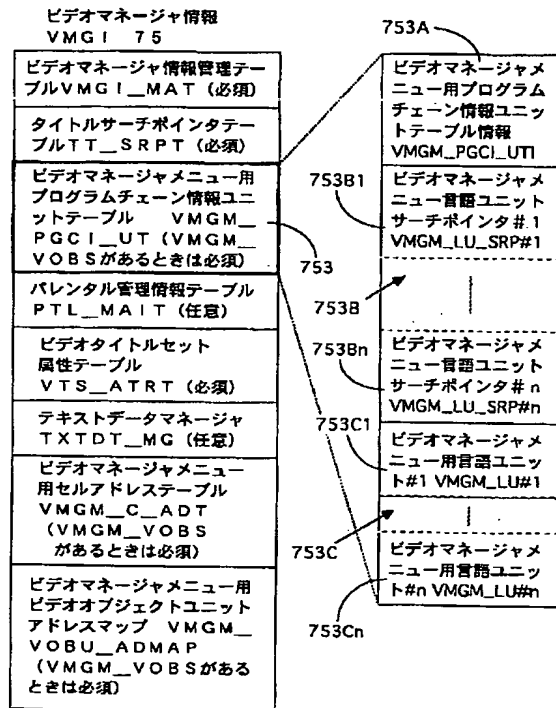 ビデオマネージャ情報
VMGI 75
ビデオマネージャ情報管理テー
ブルVMGI_MAT(必須)
タイトルサーチポインタテー
ブルTT__SRPT(必須)
ビデオマネージャメニュー用
プログラムチェーン情報ユニ
ットテーブル VMGM__
PGCI_UT(VMGM__
VOBSがあるときは必須)
パレンタル管理情報テーブル
PTL_MAIT(任意)
ビデオタイトルセット
属性テーブル
VTS_ATRT(必須)
テキストデータマネージャ
TXTDT_MG(任意)
ビデオマネージャメニュー
用セルアドレステーブル
VMGM_C_ADT
(VMGM_VOBS
があるときは必須)
ビデオマネージャメニュー用
ビデオオブジェクトユニット
アドレスマップ VMGM__
VOBU__ADMAP
(VMGM_VOBSがある
ときは必須)
753
753A
ビデオマネージャメ
ニュー用プログラム
チェーン情報ユニッ
トテーブル情報
VMGM_PGCI_UTI
753B1
ビデオマネージャメ
ニュー言語ユニット
サーチポインタ#1
VMGM_LU_SRP#1
753B
753Bn
ビデオマネージャメ
ニュー言語ユニット
サーチポインタ#n
VMGM_LU_SRP#n
753C1
ビデオマネージャメ
ニュー用言語ユニッ
ト#1 VMGM_LU#1
753C
ビデオマネージャメ
ニュー用言語ユニッ
ト#n VMGM_LU#n
753Cn